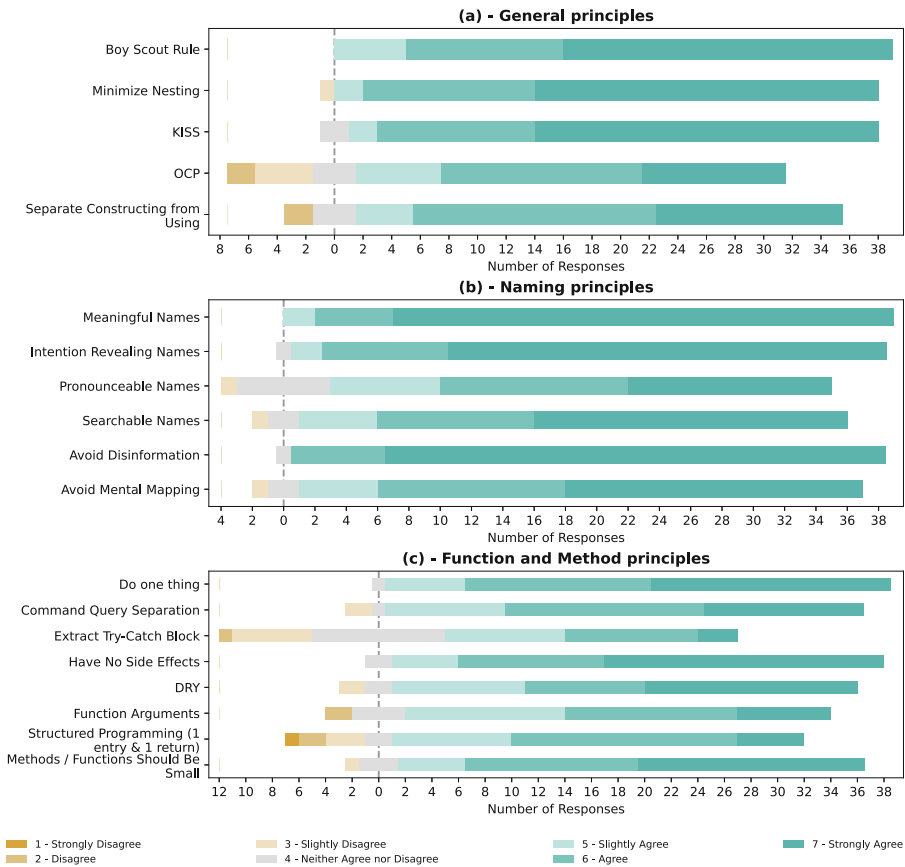 (a) - General principles
Boy Scout Rule
Minimize Nesting
KISS
OCP
Separate Constructing from
Using
8 6 4 2 0 2 4 6 8 10 12 14 16 18 20 22 24 26 28 30 32 34 36 38
Number of Responses
(b) - Naming principles
Meaningful Names
Intention Revealing Names
Pronounceable Names
Searchable Names
Avoid Disinformation
Avoid Mental Mapping
4 2 0 2 4 6 8 10 12 14 16 18 20 22 24 26 28 30 32 34 36 38
Number of Responses
(c) - Function and Method principles
Do one thing
Command Query Separation
Extract Try-Catch Block
Have No Side Effects
DRY
Function Arguments
Structured Programming (1
entry & 1 return)
Methods / Functions Should Be
Small
12 10 8 6 4 2 0 2 4 6 8 10 12 14 16 18 20 22 24 26 28 30 32 34 36 38
Number of Responses
1 - Strongly Disagree
2 - Disagree
3 - Slightly Disagree
4 - Neither Agree nor Disagree
5 - Slightly Agree
6 - Agree
7 - Strongly Agree